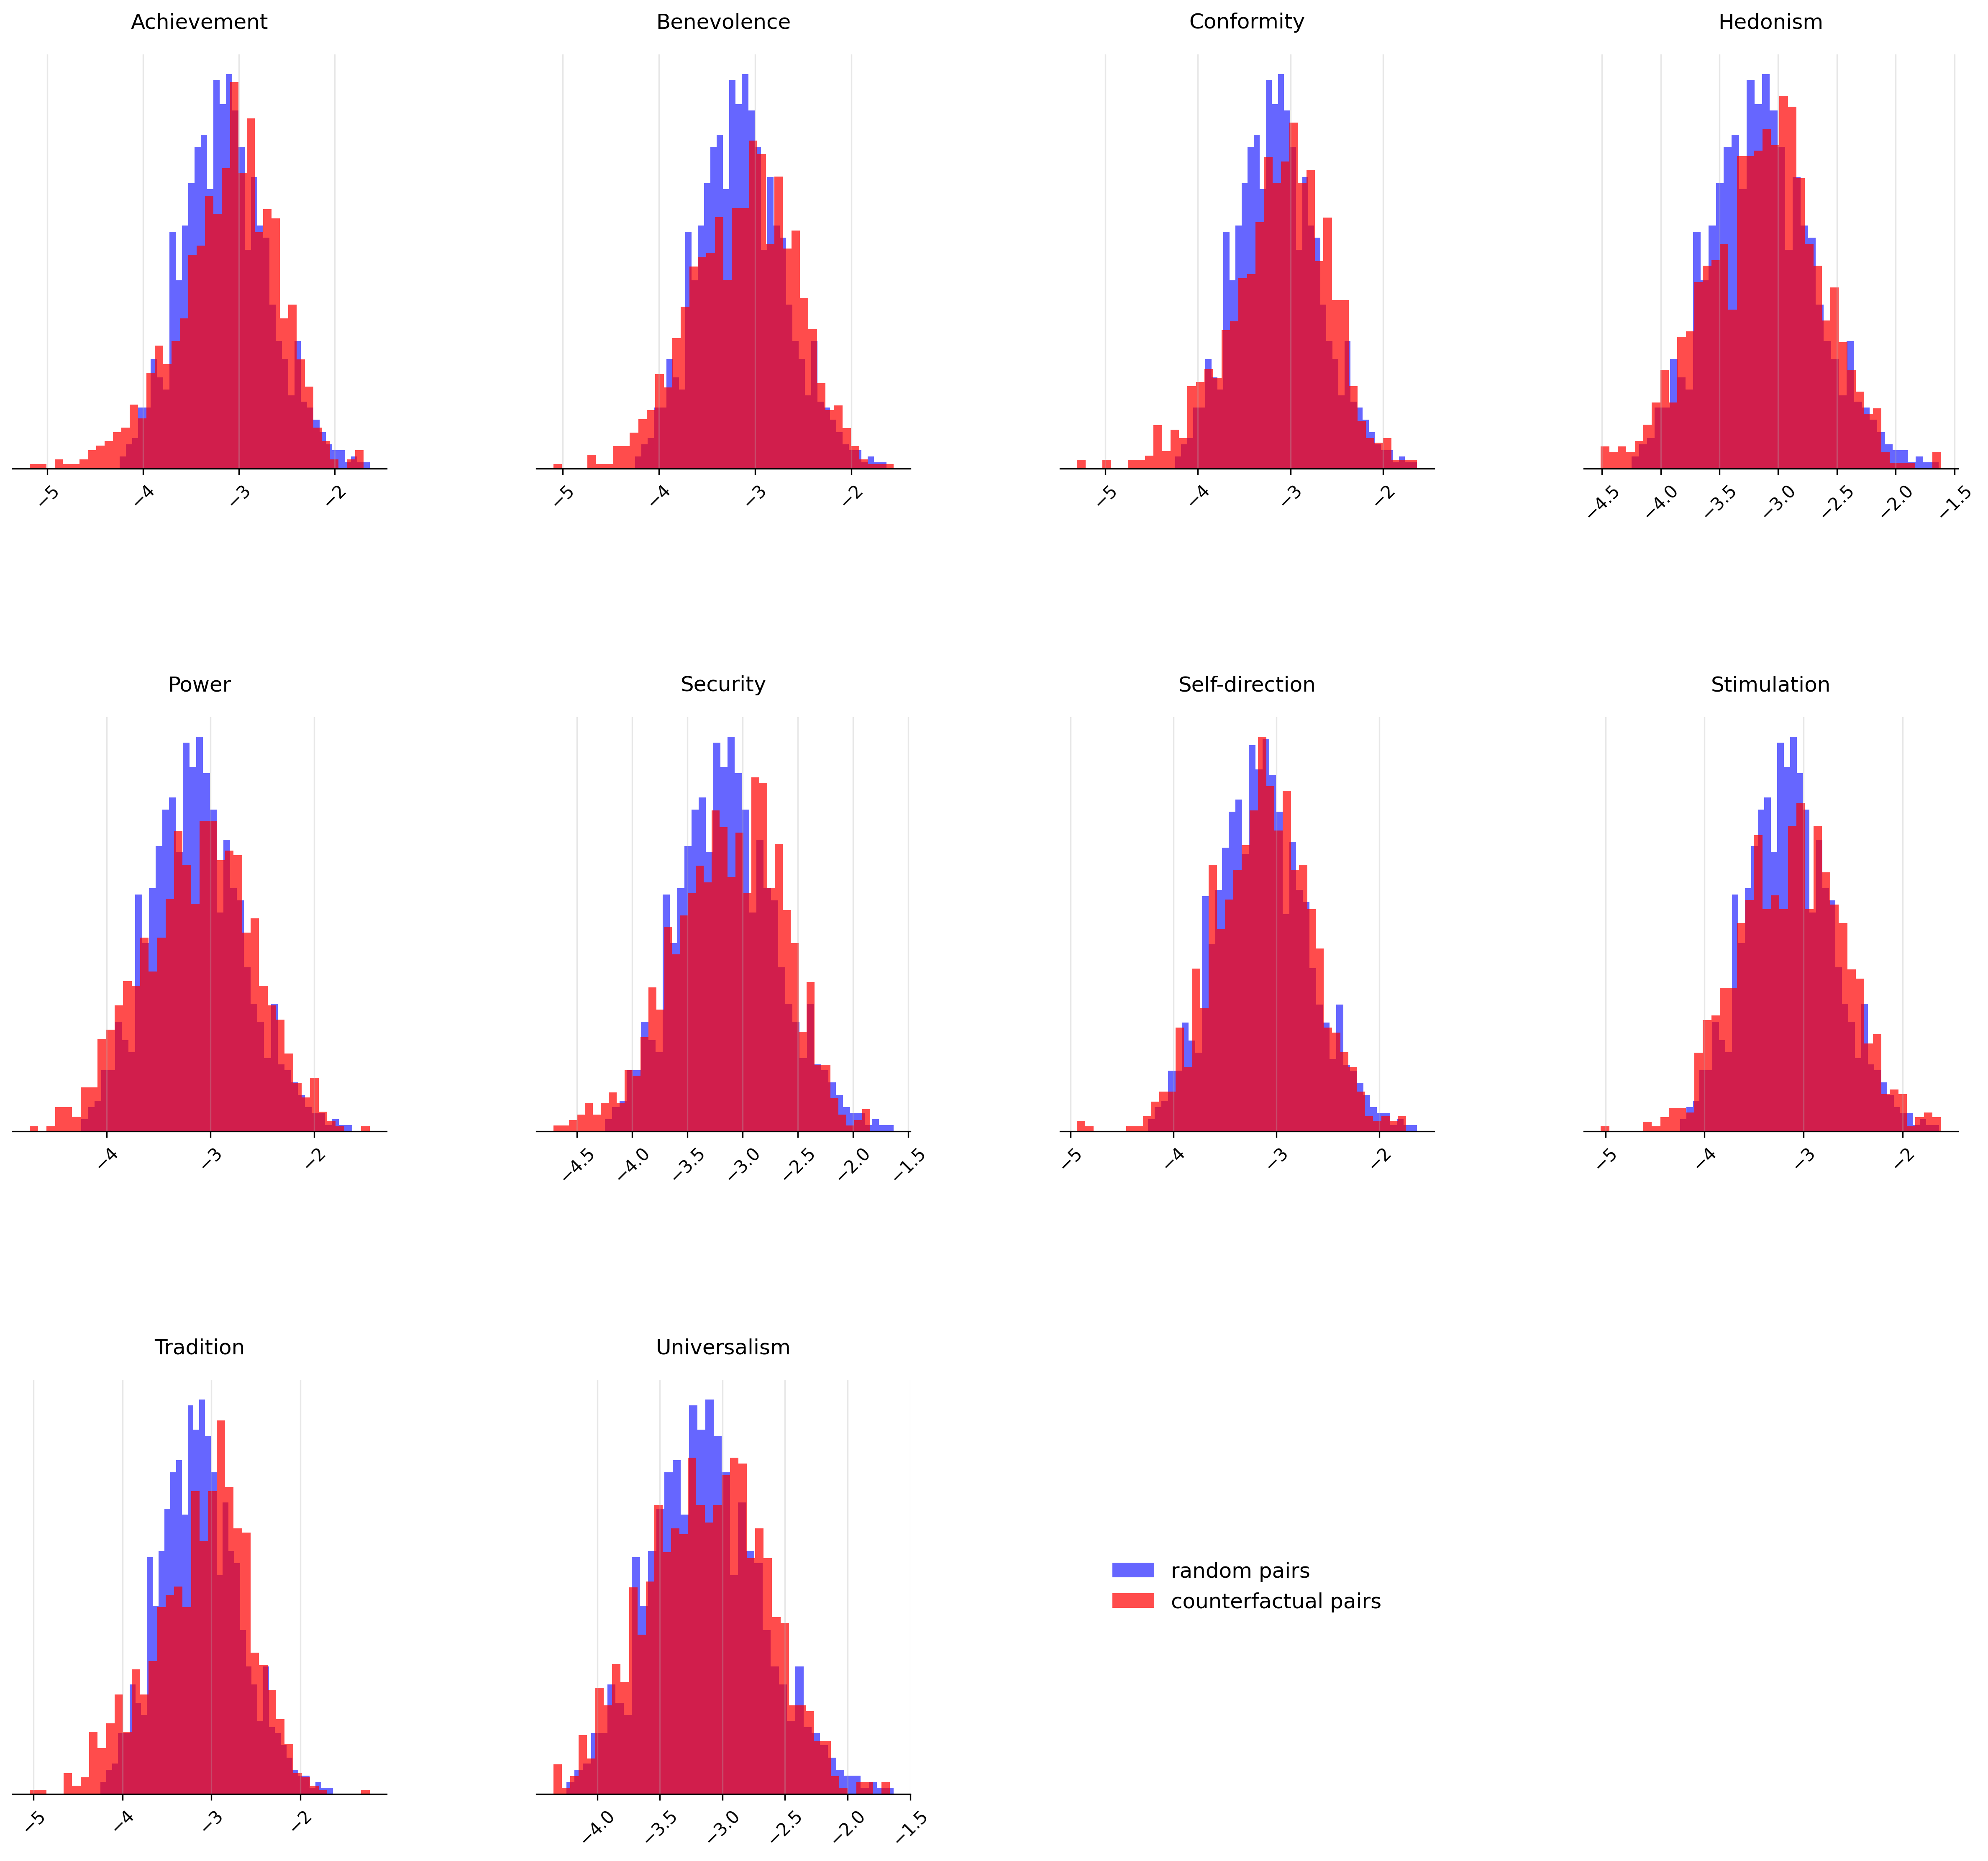 Achievement Benevolence Conformity Hedonism
−5 −4 −3 −2 −5 −4 −3 −2 −5 −4 −3 −2 −4.5 −4.0 −3.5 −3.0 −2.5 −2.0 −1.5
Power Security Self-direction Stimulation
−4 −3 −2 −4.5 −4.0 −3.5 −3.0 −2.5 −2.0 −1.5 −5 −4 −3 −2 −5 −4 −3 −2
Tradition Universalism
random pairs
counterfactual pairs
−5 −4 −3 −2 −4.0 −3.5 −3.0 −2.5 −2.0 −1.5